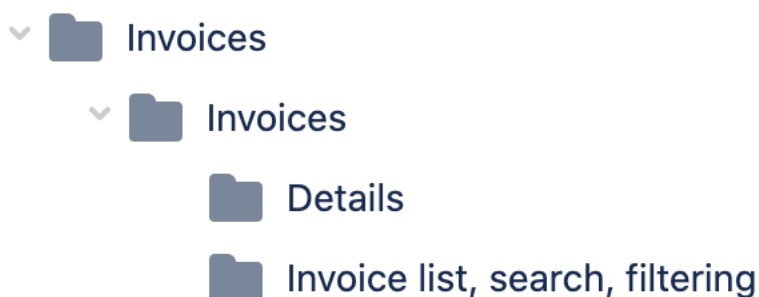 Invoices
Invoices
Details
Invoice list, search, filtering